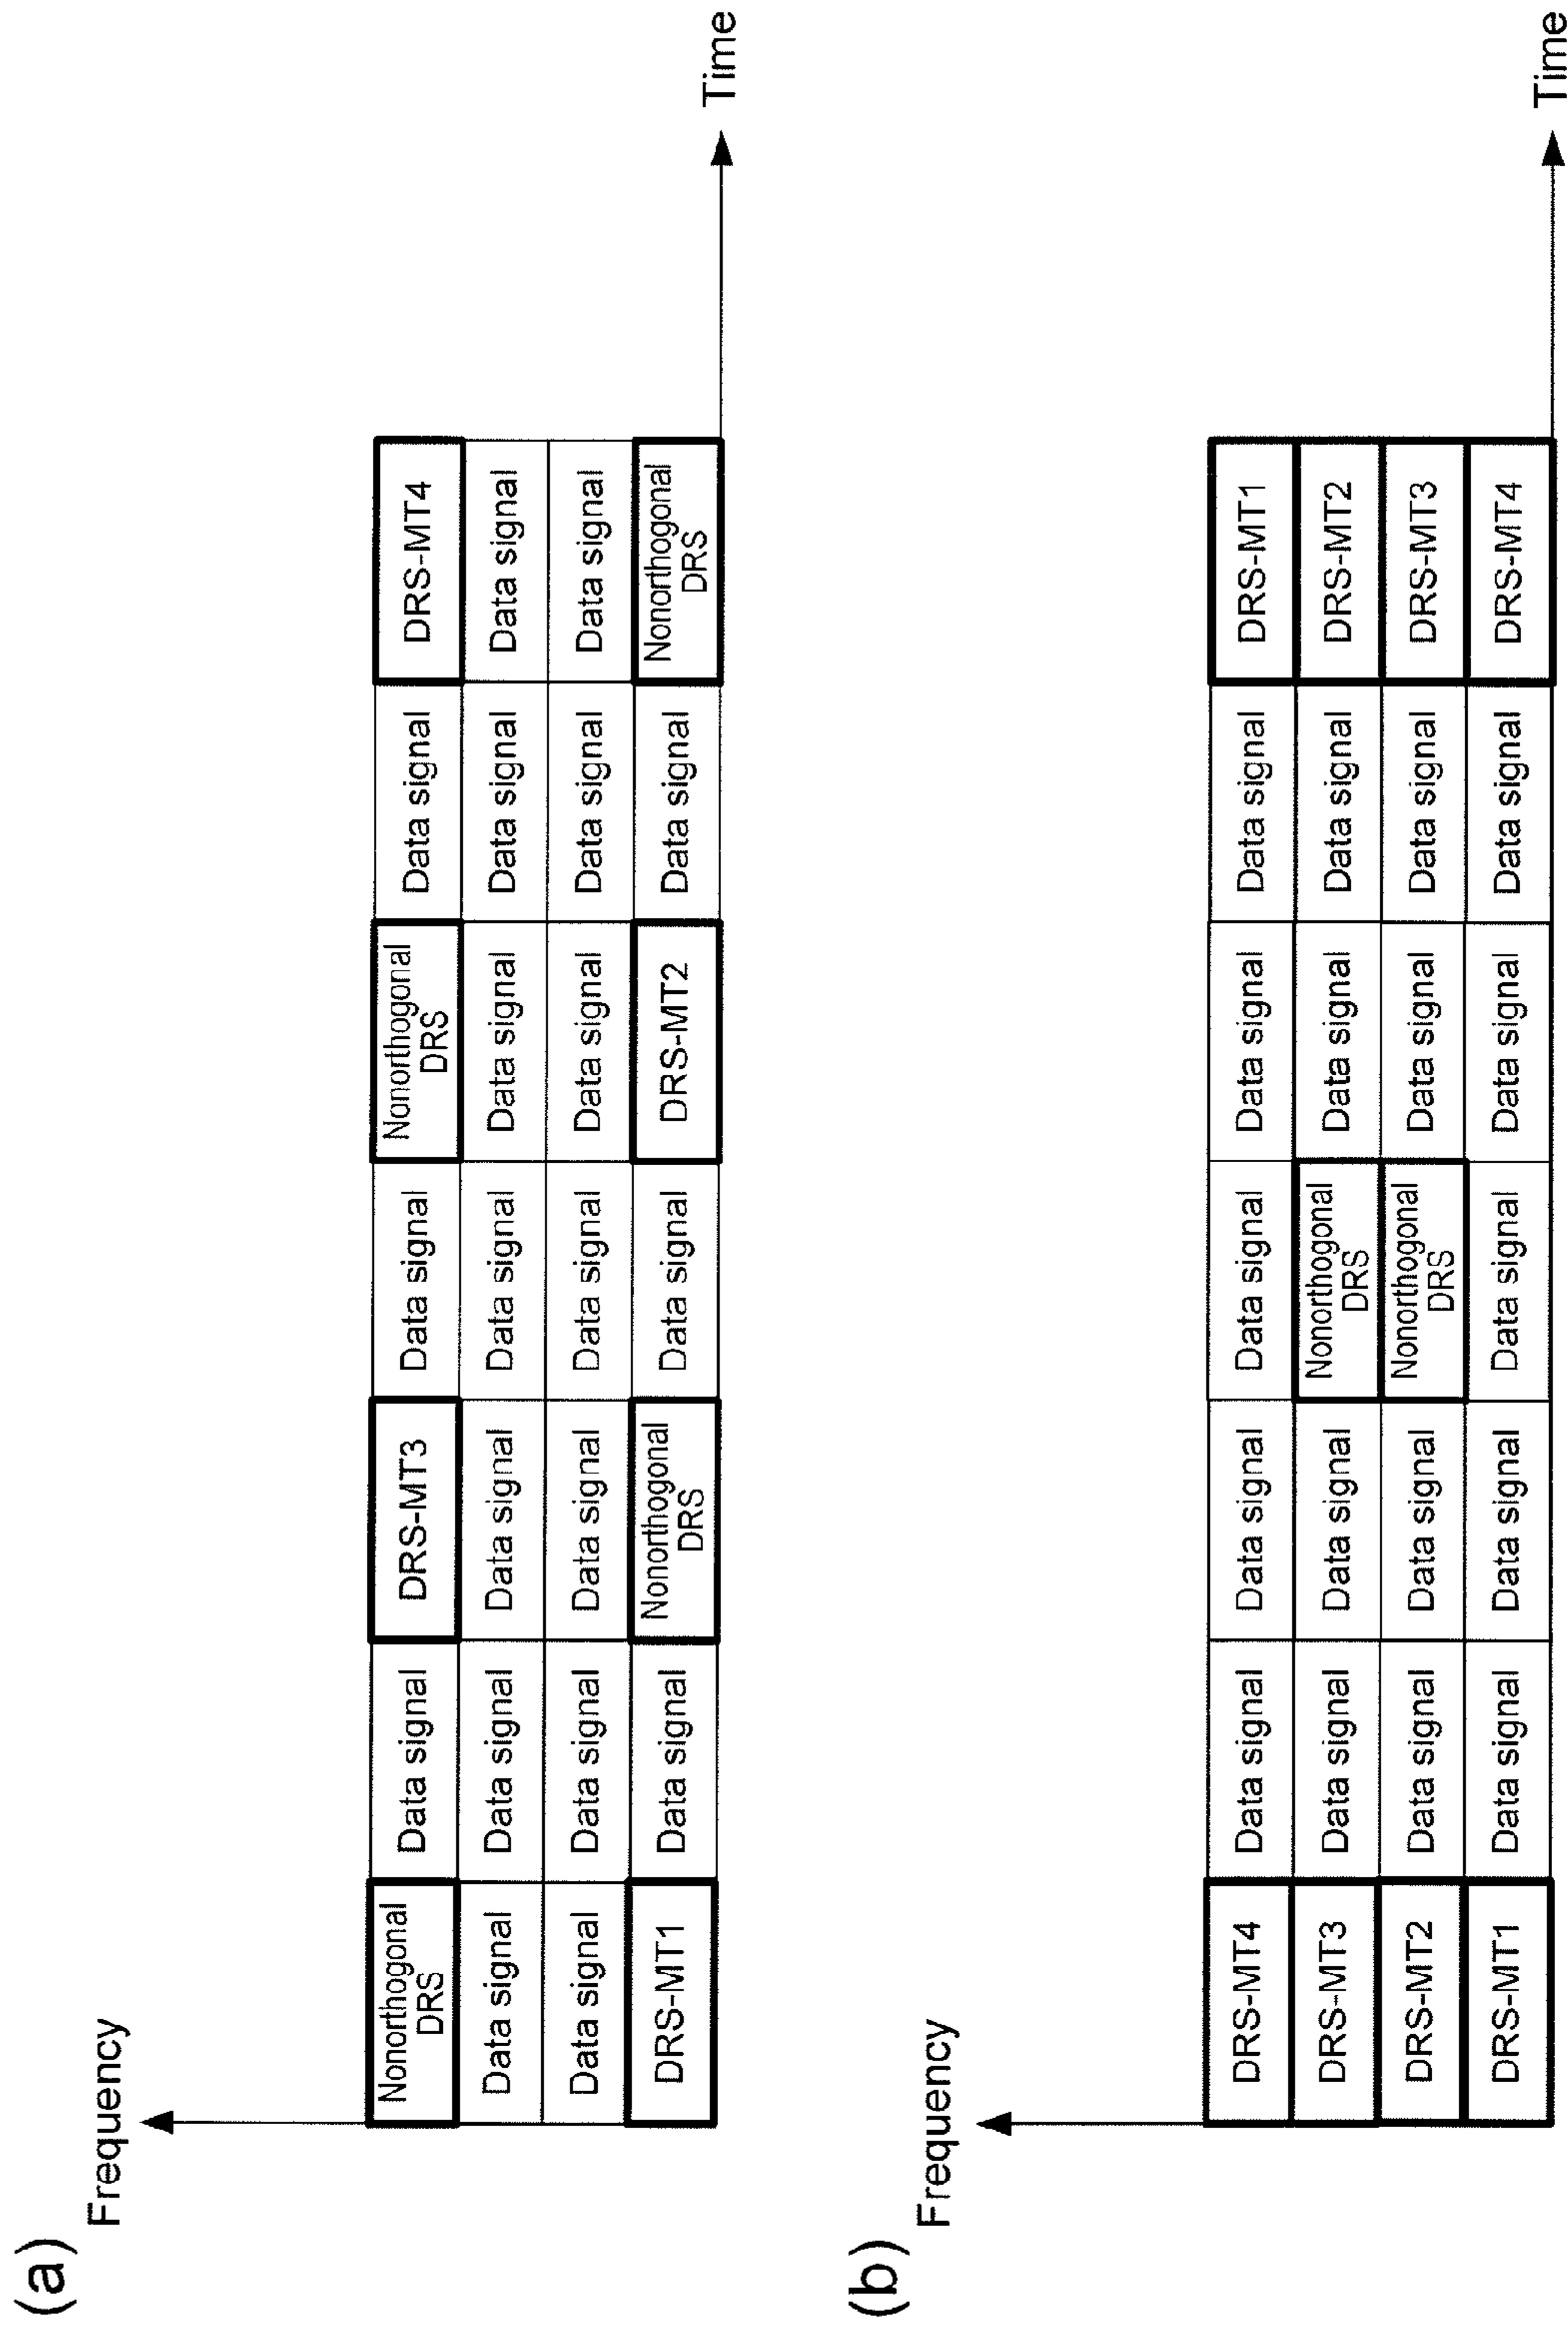 (a)
Frequency
Nonorthogonal
DRS
Data signal
DRS-MT3
Data signal
Nonorthogonal
DRS
Data signal
DRS-MT4
Data signal
Data signal
Data signal
Data signal
Data signal
Data signal
Data signal
Data signal
Data signal
Data signal
Data signal
Data signal
Data signal
Data signal
DRS-MT1
Data signal
Nonorthogonal
DRS
Data signal
DRS-MT2
Data signal
Nonorthogonal
DRS
Time
(b)
Frequency
DRS-MT4
Data signal
Data signal
Data signal
Data signal
Data signal
DRS-MT1
DRS-MT3
Data signal
Data signal
Nonorthogonal
DRS
Data signal
Data signal
DRS-MT2
DRS-MT2
Data signal
Data signal
Nonorthogonal
DRS
Data signal
Data signal
DRS-MT3
DRS-MT1
Data signal
Data signal
Data signal
Data signal
Data signal
DRS-MT4
Time